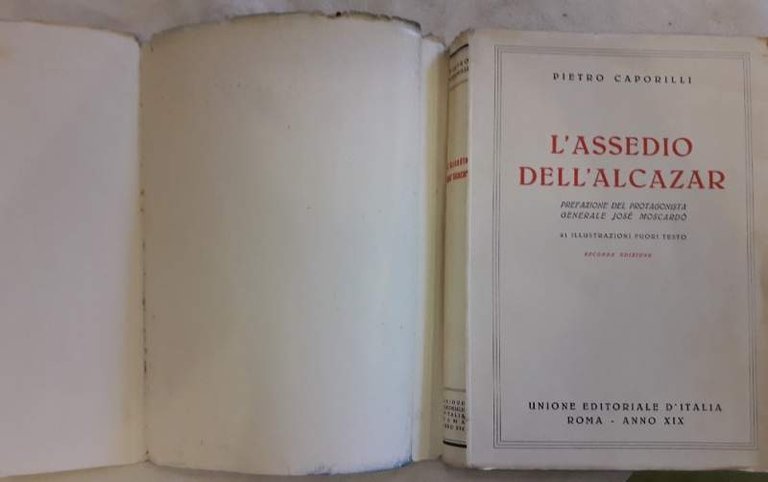 PIETRO CAPORILLI
L'ASSEDIO
DELL'ALCAZAR
PREFAZIONE DEL PROTAGONISTA
GENERALE JOSÉ MOSCARDÒ
ILLUSTRAZIONI FUORI TESTO
SECONDA EDIZIONE
UNIONE EDITORIALE D'ITALIA
ROMA - ANNO XIX